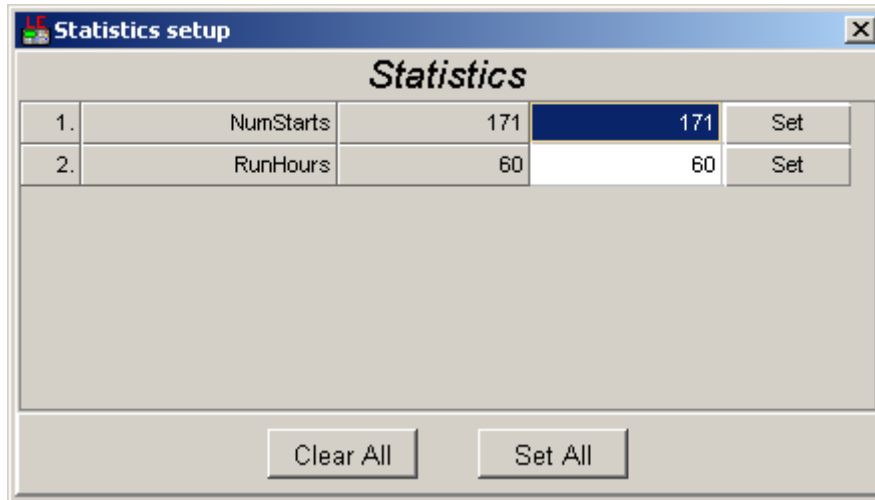 Statistics setup
Statistics
1. NumStarts 171 171 Set
2. RunHours 60 60 Set
Clear All Set All